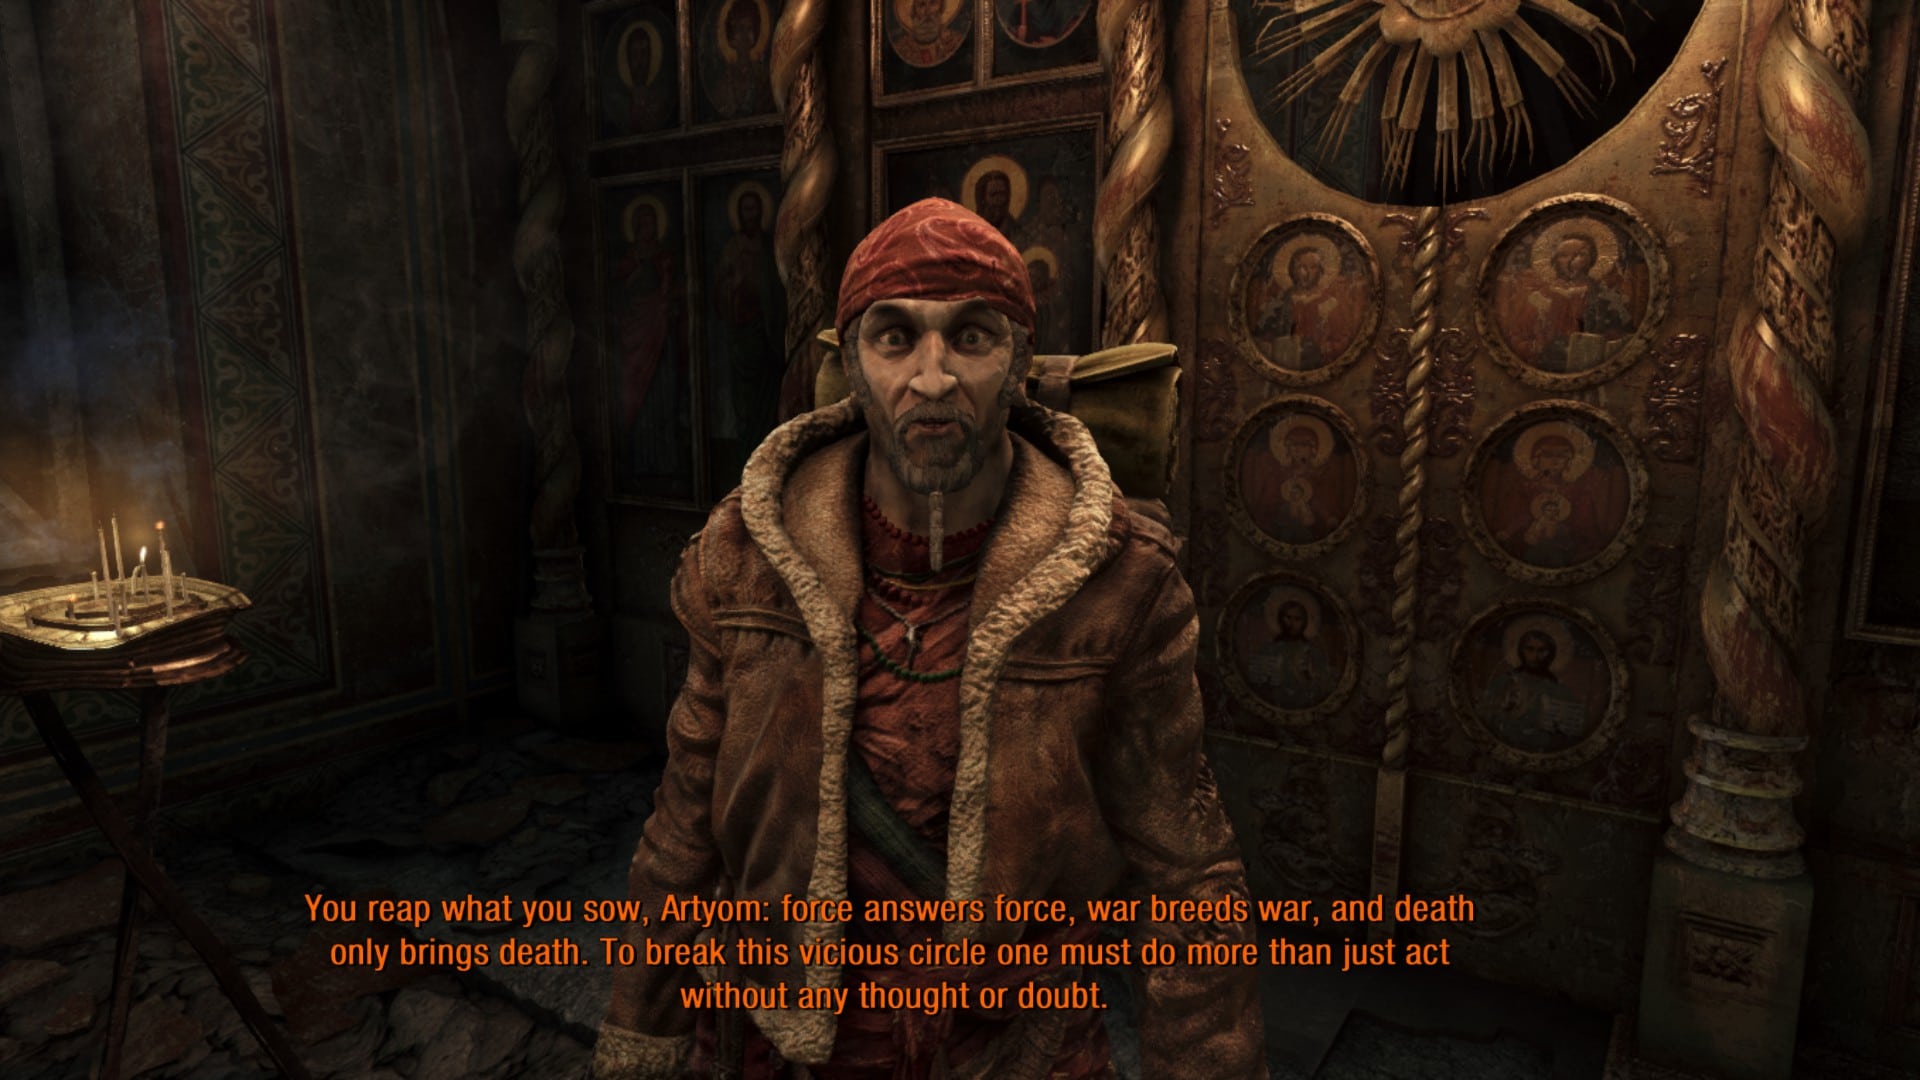 You reap what you sow, Artyom: force answers force, war breeds war, and death
only brings death. To break this vicious circle one must do more than just act
without any thought or doubt.